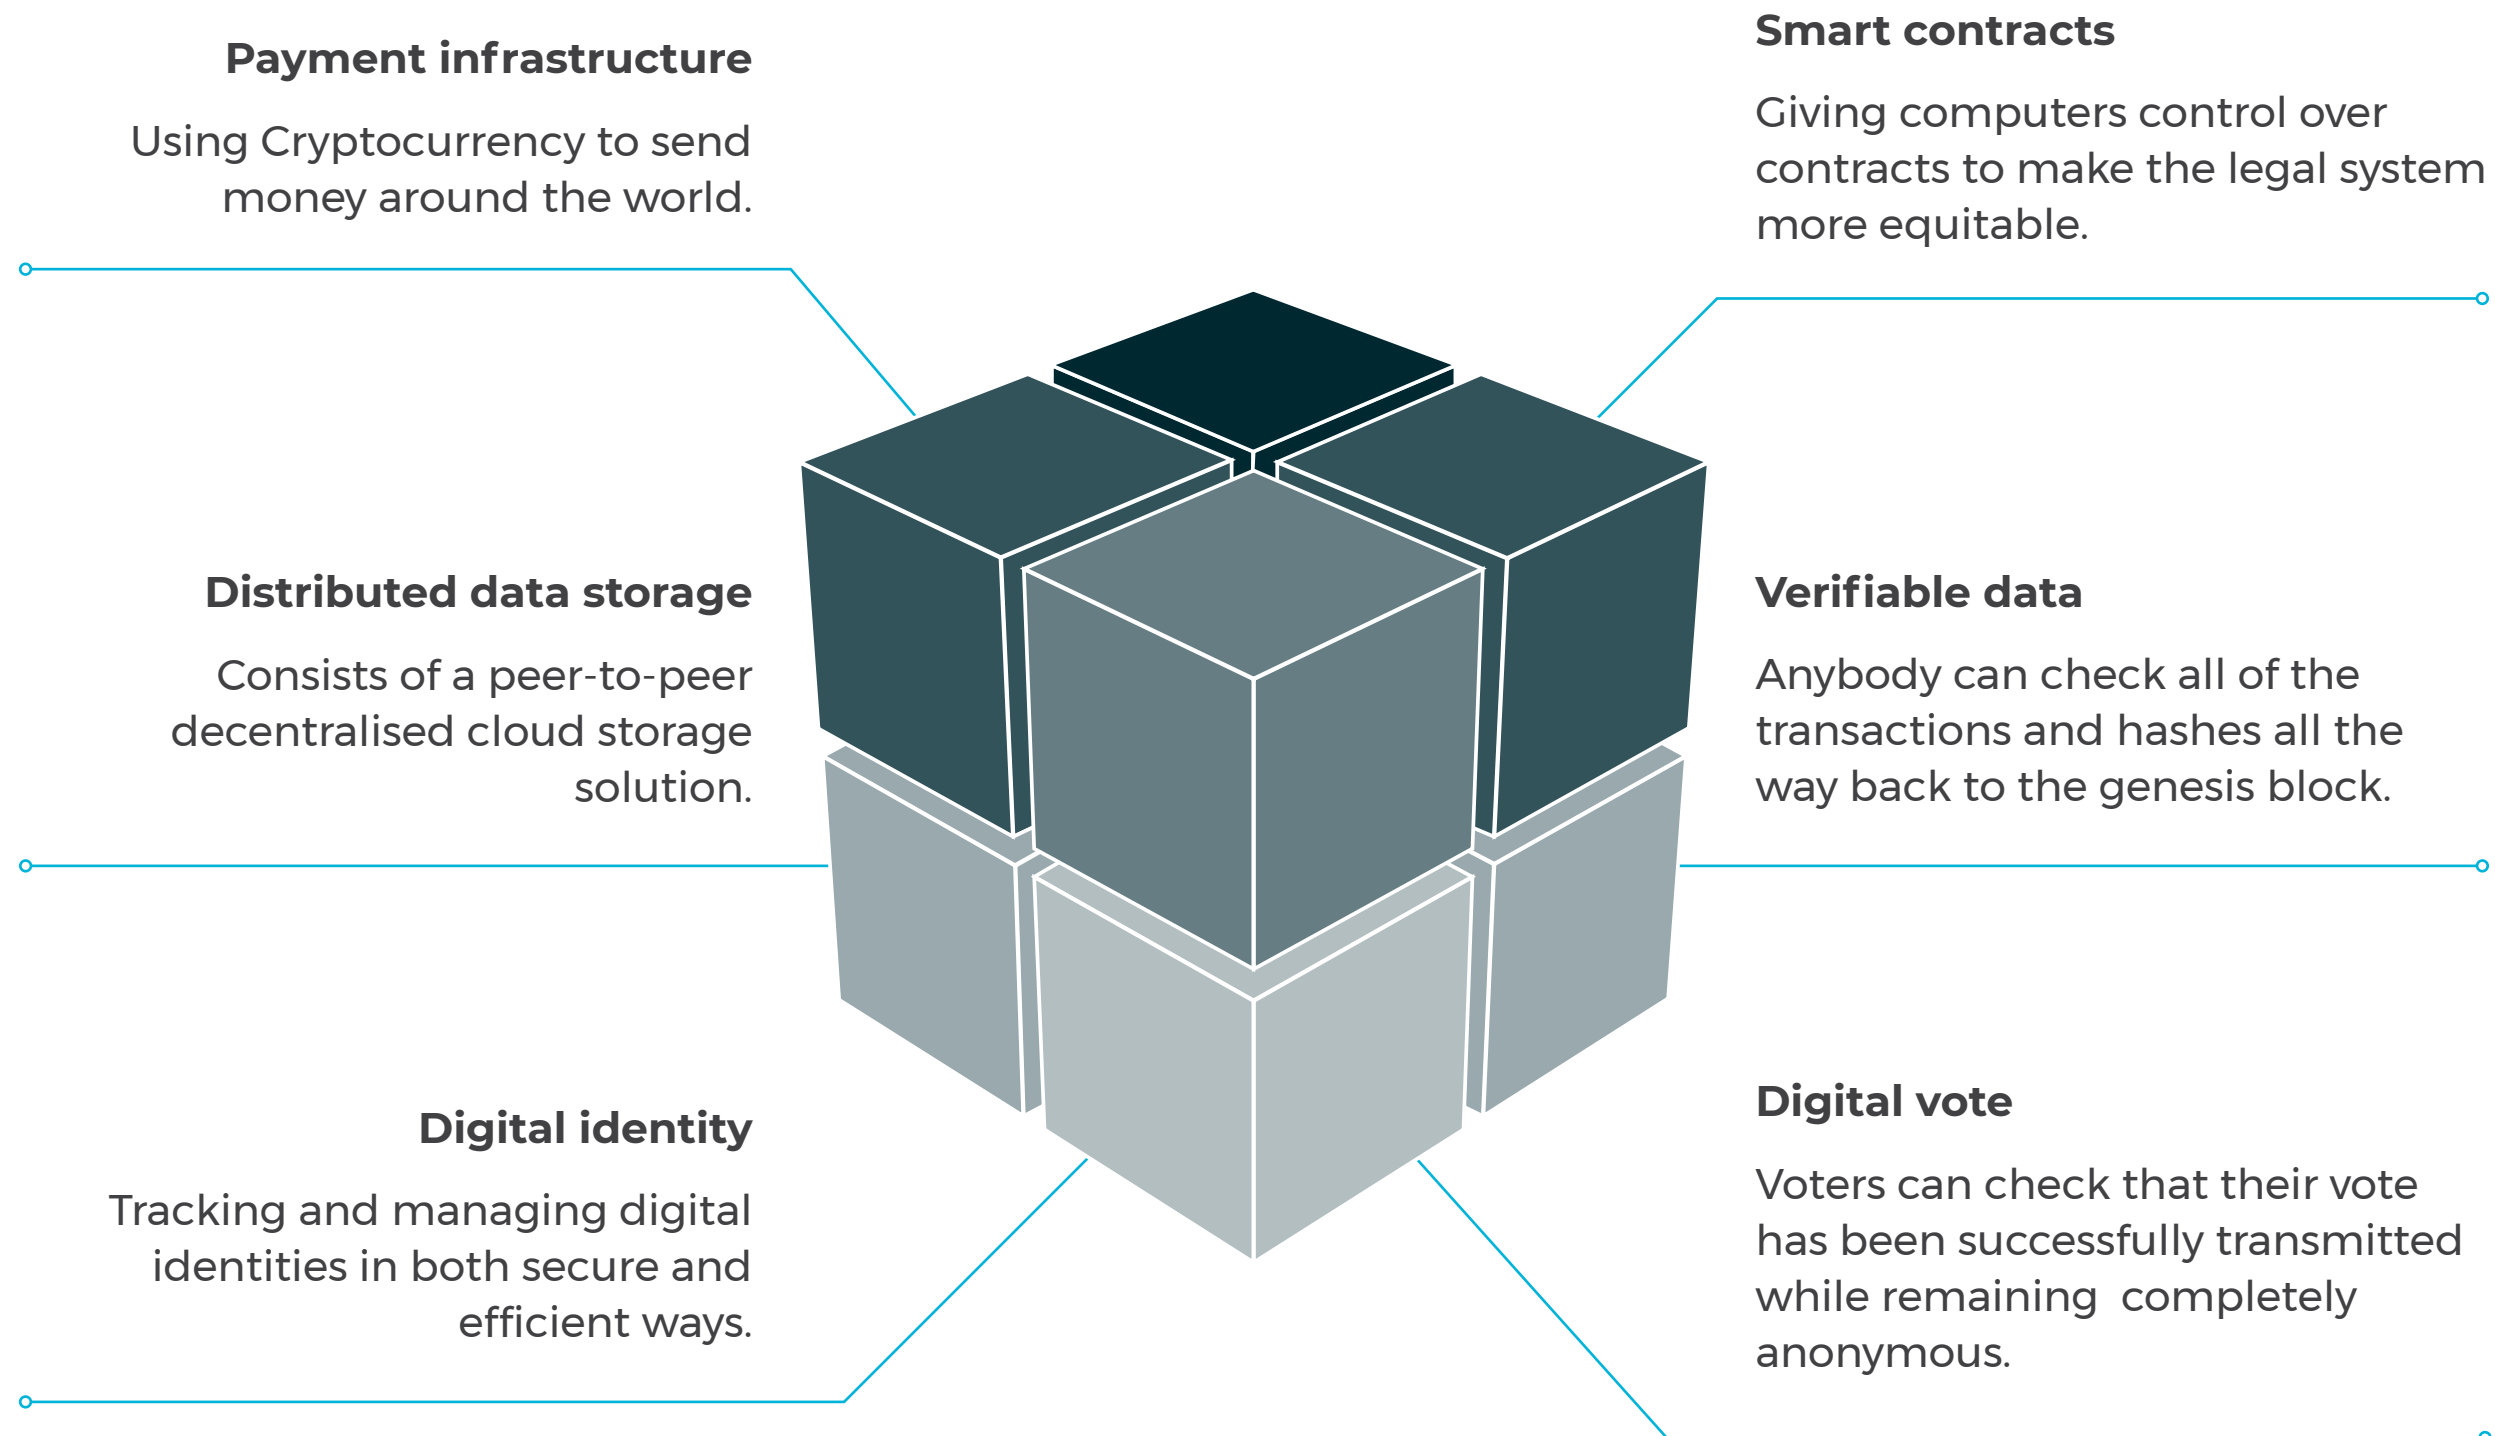 Payment infrastructure
Using Cryptocurrency to send
money around the world.
Smart contracts
Giving computers control over
contracts to make the legal system
more equitable.
Distributed data storage
Consists of a peer-to-peer
decentralised cloud storage
solution.
Verifiable data
Anybody can check all of the
transactions and hashes all the
way back to the genesis block.
Digital identity
Tracking and managing digital
identities in both secure and
efficient ways.
Digital vote
Voters can check that their vote
has been successfully transmitted
while remaining  completely
anonymous.